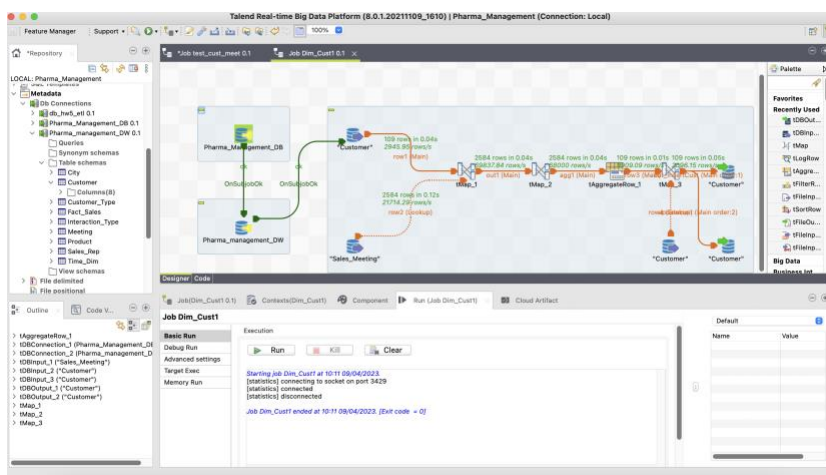 Talend Real-time Big Data Platform (8.0.1.20211109_1610) | Pharma_Management (Connection: Local)
Feature Manager
Support
100%
*Repository
*Job test_cust_meet 0.1
Job Dim_Cust1 0.1
Palette
LOCAL: Pharma_Management
SQL Templates
Metadata
Db Connections
db_hw5_etl 0.1
Pharma_Management_DB 0.1
Pharma_management_DW 0.1
Queries
Synonym schemas
Table schemas
City
Customer
Columns(8)
Customer_Type
Fact_Sales
Interaction_Type
Meeting
Product
Sales_Rep
Time_Dim
View schemas
File delimited
File positional
Pharma_Management_DB
OnSubjobOk
Pharma_management_DW
OnSubjobOk
"Customer"
109 rows in 0.04s
2945.95 rows/s
row1 (Main)
2584 rows in 0.12s
21714.29 rows/s
row2 (Lookup)
"Sales_Meeting"
tMap_1
2584 rows in 0.04s
out1 (Main)
tMap_2
2584 rows in 0.04s
agg1 (Main)
tAggregateRow_1
109 rows in 0.01s
tMap_3
109 rows in 0.05s
"Customer"
(Main order:2)
"Customer"
"Customer"
Favorites
Recently Used
tDBOut...
tDBInp...
tMap
tLogRow
tAggre...
tFilterR...
tFileInp...
tSortRow
tFileOu...
tFileInp...
tFileInp...
Big Data
Business Int
Designer
Code
Outline
Code V...
tAggregateRow_1
tDBConnection_1 (Pharma_Management_DB
tDBConnection_2 (Pharma_management_D
tDBInput_1 ("Sales_Meeting")
tDBInput_2 ("Customer")
tDBInput_3 ("Customer")
tDBOutput_1 ("Customer")
tDBOutput_2 ("Customer")
tMap_1
tMap_2
tMap_3
Job(Dim_Cust1 0.1)
Contexts(Dim_Cust1)
Component
Run (Job Dim_Cust1)
Cloud Artifact
Job Dim_Cust1
Basic Run
Debug Run
Advanced settings
Target Exec
Memory Run
Execution
Run
Kill
Clear
Starting job Dim_Cust1 at 10:11 09/04/2023.
[statistics] connecting to socket on port 3429
[statistics] connected
[statistics] disconnected
Job Dim_Cust1 ended at 10:11 09/04/2023. [Exit code = 0]
Default
Name
Value